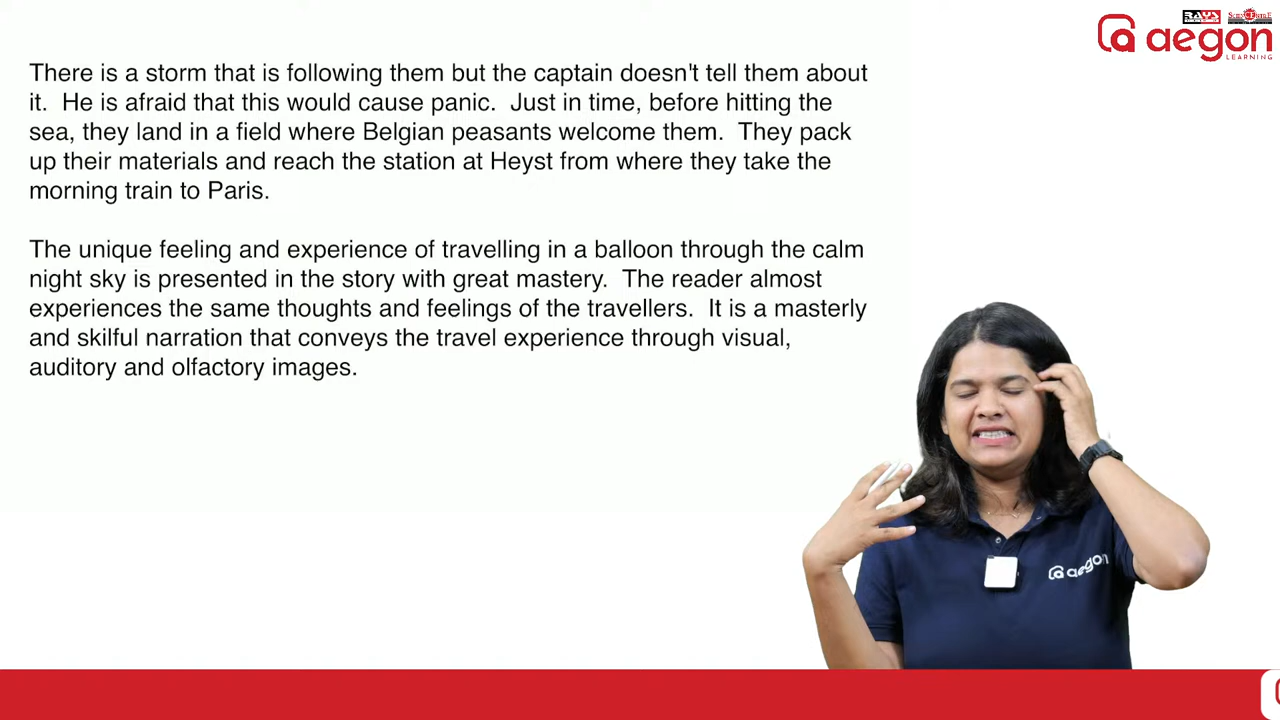 RAYS
aegon
LEARNING
There is a storm that is following them but the captain doesn't tell them about
it.  He is afraid that this would cause panic.  Just in time, before hitting the
sea, they land in a field where Belgian peasants welcome them.  They pack
up their materials and reach the station at Heyst from where they take the
morning train to Paris.
The unique feeling and experience of travelling in a balloon through the calm
night sky is presented in the story with great mastery.  The reader almost
experiences the same thoughts and feelings of the travellers.  It is a masterly
and skilful narration that conveys the travel experience through visual,
auditory and olfactory images.
aegon